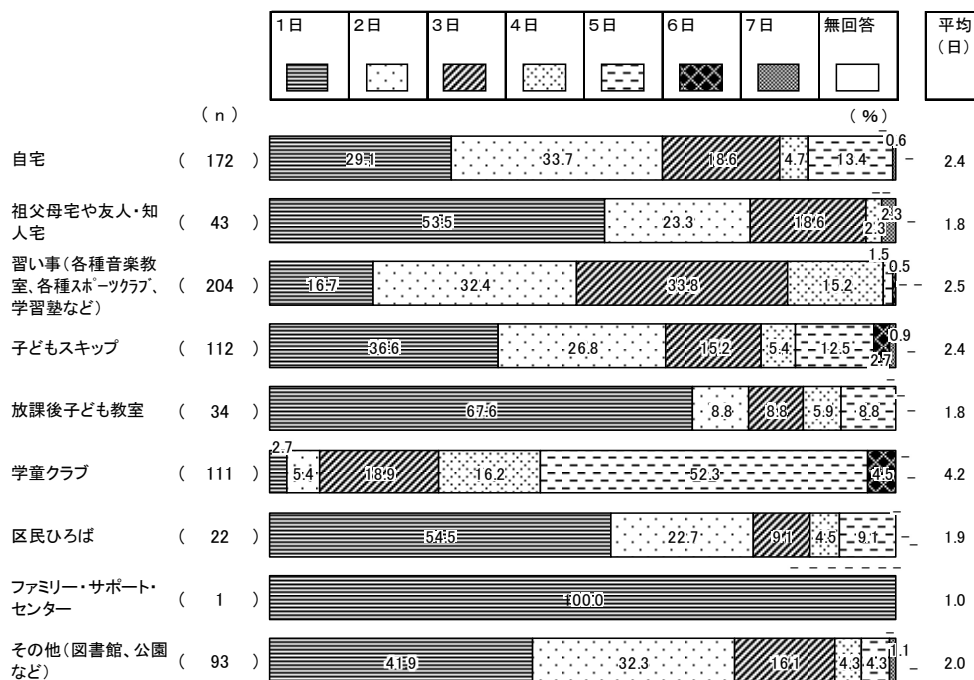 1日 2日 3日 4日 5日 6日 7日 無回答 平均
（日）
（ｎ） （％）
自宅 （ 172 ） 29.1 33.7 18.6 4.7 13.4 － 0.6 － 2.4
祖父母宅や友人・知
人宅 （ 43 ） 53.5 23.3 18.6 2.3 － － 2.3 － 1.8
習い事（各種音楽教
室、各種ｽﾎﾟｰﾂｸﾗﾌﾞ、
学習塾など） （ 204 ） 16.7 32.4 33.8 15.2 1.5 0.5 － － 2.5
子どもスキップ （ 112 ） 36.6 26.8 15.2 5.4 12.5 2.7 0.9 － 2.4
放課後子ども教室 （ 34 ） 67.6 8.8 8.8 5.9 8.8 － － 1.8
学童クラブ （ 111 ） 2.7 5.4 18.9 16.2 52.3 4.5 － － 4.2
区民ひろば （ 22 ） 54.5 22.7 9.1 4.5 9.1 － － － 1.9
ファミリー・サポート・
センター （ 1 ） 100.0 － － － － － － － 1.0
その他（図書館、公園
など） （ 93 ） 41.9 32.3 16.1 4.3 4.3 － 1.1 － 2.0